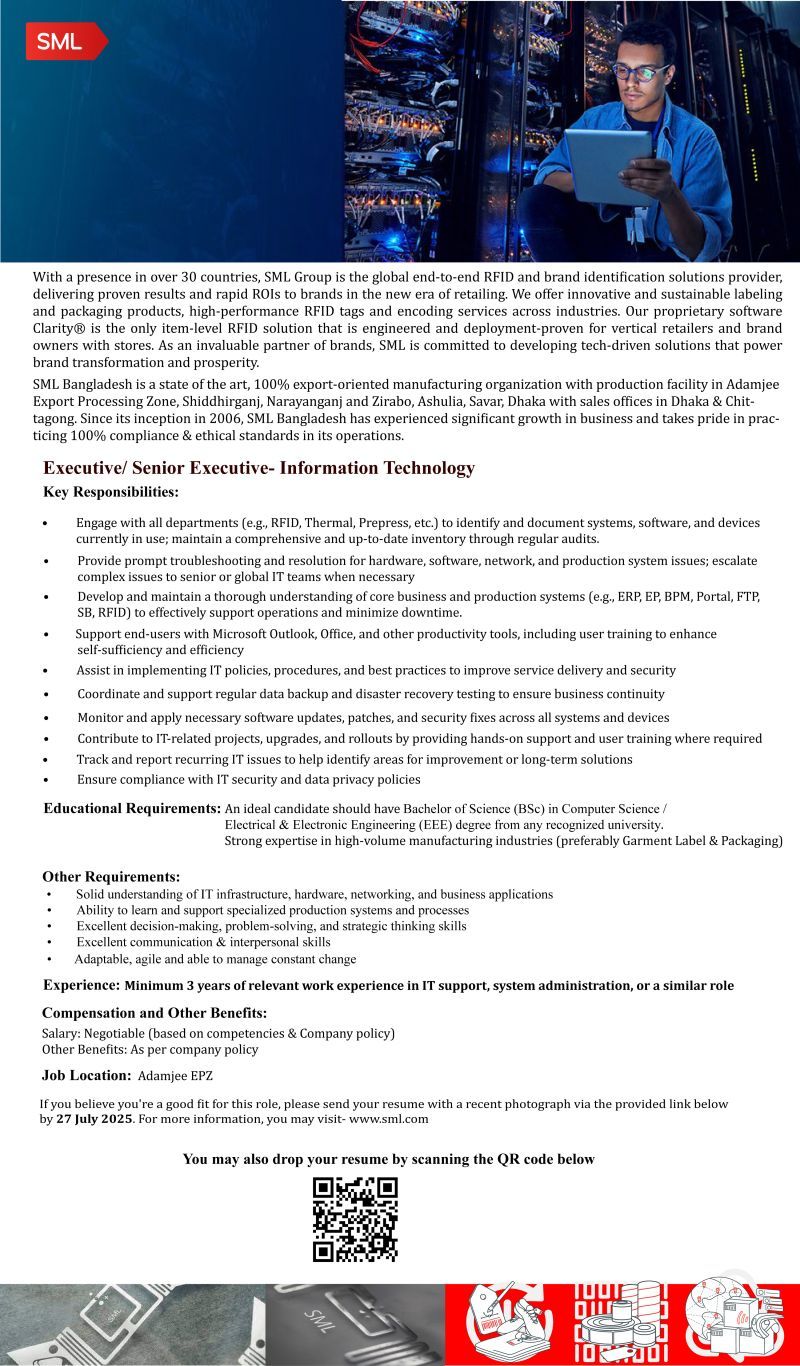 SML
With a presence in over 30 countries, SML Group is the global end-to-end RFID and brand identification solutions provider,
delivering proven results and rapid ROIs to brands in the new era of retailing. We offer innovative and sustainable labeling
and packaging products, high-performance RFID tags and encoding services across industries. Our proprietary software
Clarity® is the only item-level RFID solution that is engineered and deployment-proven for vertical retailers and brand
owners with stores. As an invaluable partner of brands, SML is committed to developing tech-driven solutions that power
brand transformation and prosperity.
SML Bangladesh is a state of the art, 100% export-oriented manufacturing organization with production facility in Adamjee
Export Processing Zone, Shiddhirganj, Narayanganj and Zirabo, Ashulia, Savar, Dhaka with sales offices in Dhaka & Chit-
tagong. Since its inception in 2006, SML Bangladesh has experienced significant growth in business and takes pride in prac-
ticing 100% compliance & ethical standards in its operations.
Executive/ Senior Executive- Information Technology
Key Responsibilities:
• Engage with all departments (e.g., RFID, Thermal, Prepress, etc.) to identify and document systems, software, and devices
currently in use; maintain a comprehensive and up-to-date inventory through regular audits.
• Provide prompt troubleshooting and resolution for hardware, software, network, and production system issues; escalate
complex issues to senior or global IT teams when necessary
• Develop and maintain a thorough understanding of core business and production systems (e.g., ERP, EP, BPM, Portal, FTP,
SB, RFID) to effectively support operations and minimize downtime.
• Support end-users with Microsoft Outlook, Office, and other productivity tools, including user training to enhance
self-sufficiency and efficiency
• Assist in implementing IT policies, procedures, and best practices to improve service delivery and security
• Coordinate and support regular data backup and disaster recovery testing to ensure business continuity
• Monitor and apply necessary software updates, patches, and security fixes across all systems and devices
• Contribute to IT-related projects, upgrades, and rollouts by providing hands-on support and user training where required
• Track and report recurring IT issues to help identify areas for improvement or long-term solutions
• Ensure compliance with IT security and data privacy policies
Educational Requirements: An ideal candidate should have Bachelor of Science (BSc) in Computer Science /
Electrical & Electronic Engineering (EEE) degree from any recognized university.
Strong expertise in high-volume manufacturing industries (preferably Garment Label & Packaging)
Other Requirements:
• Solid understanding of IT infrastructure, hardware, networking, and business applications
• Ability to learn and support specialized production systems and processes
• Excellent decision-making, problem-solving, and strategic thinking skills
• Excellent communication & interpersonal skills
• Adaptable, agile and able to manage constant change
Experience: Minimum 3 years of relevant work experience in IT support, system administration, or a similar role
Compensation and Other Benefits:
Salary: Negotiable (based on competencies & Company policy)
Other Benefits: As per company policy
Job Location: Adamjee EPZ
If you believe you're a good fit for this role, please send your resume with a recent photograph via the provided link below
by 27 July 2025. For more information, you may visit- www.sml.com
You may also drop your resume by scanning the QR code below
SML
SML